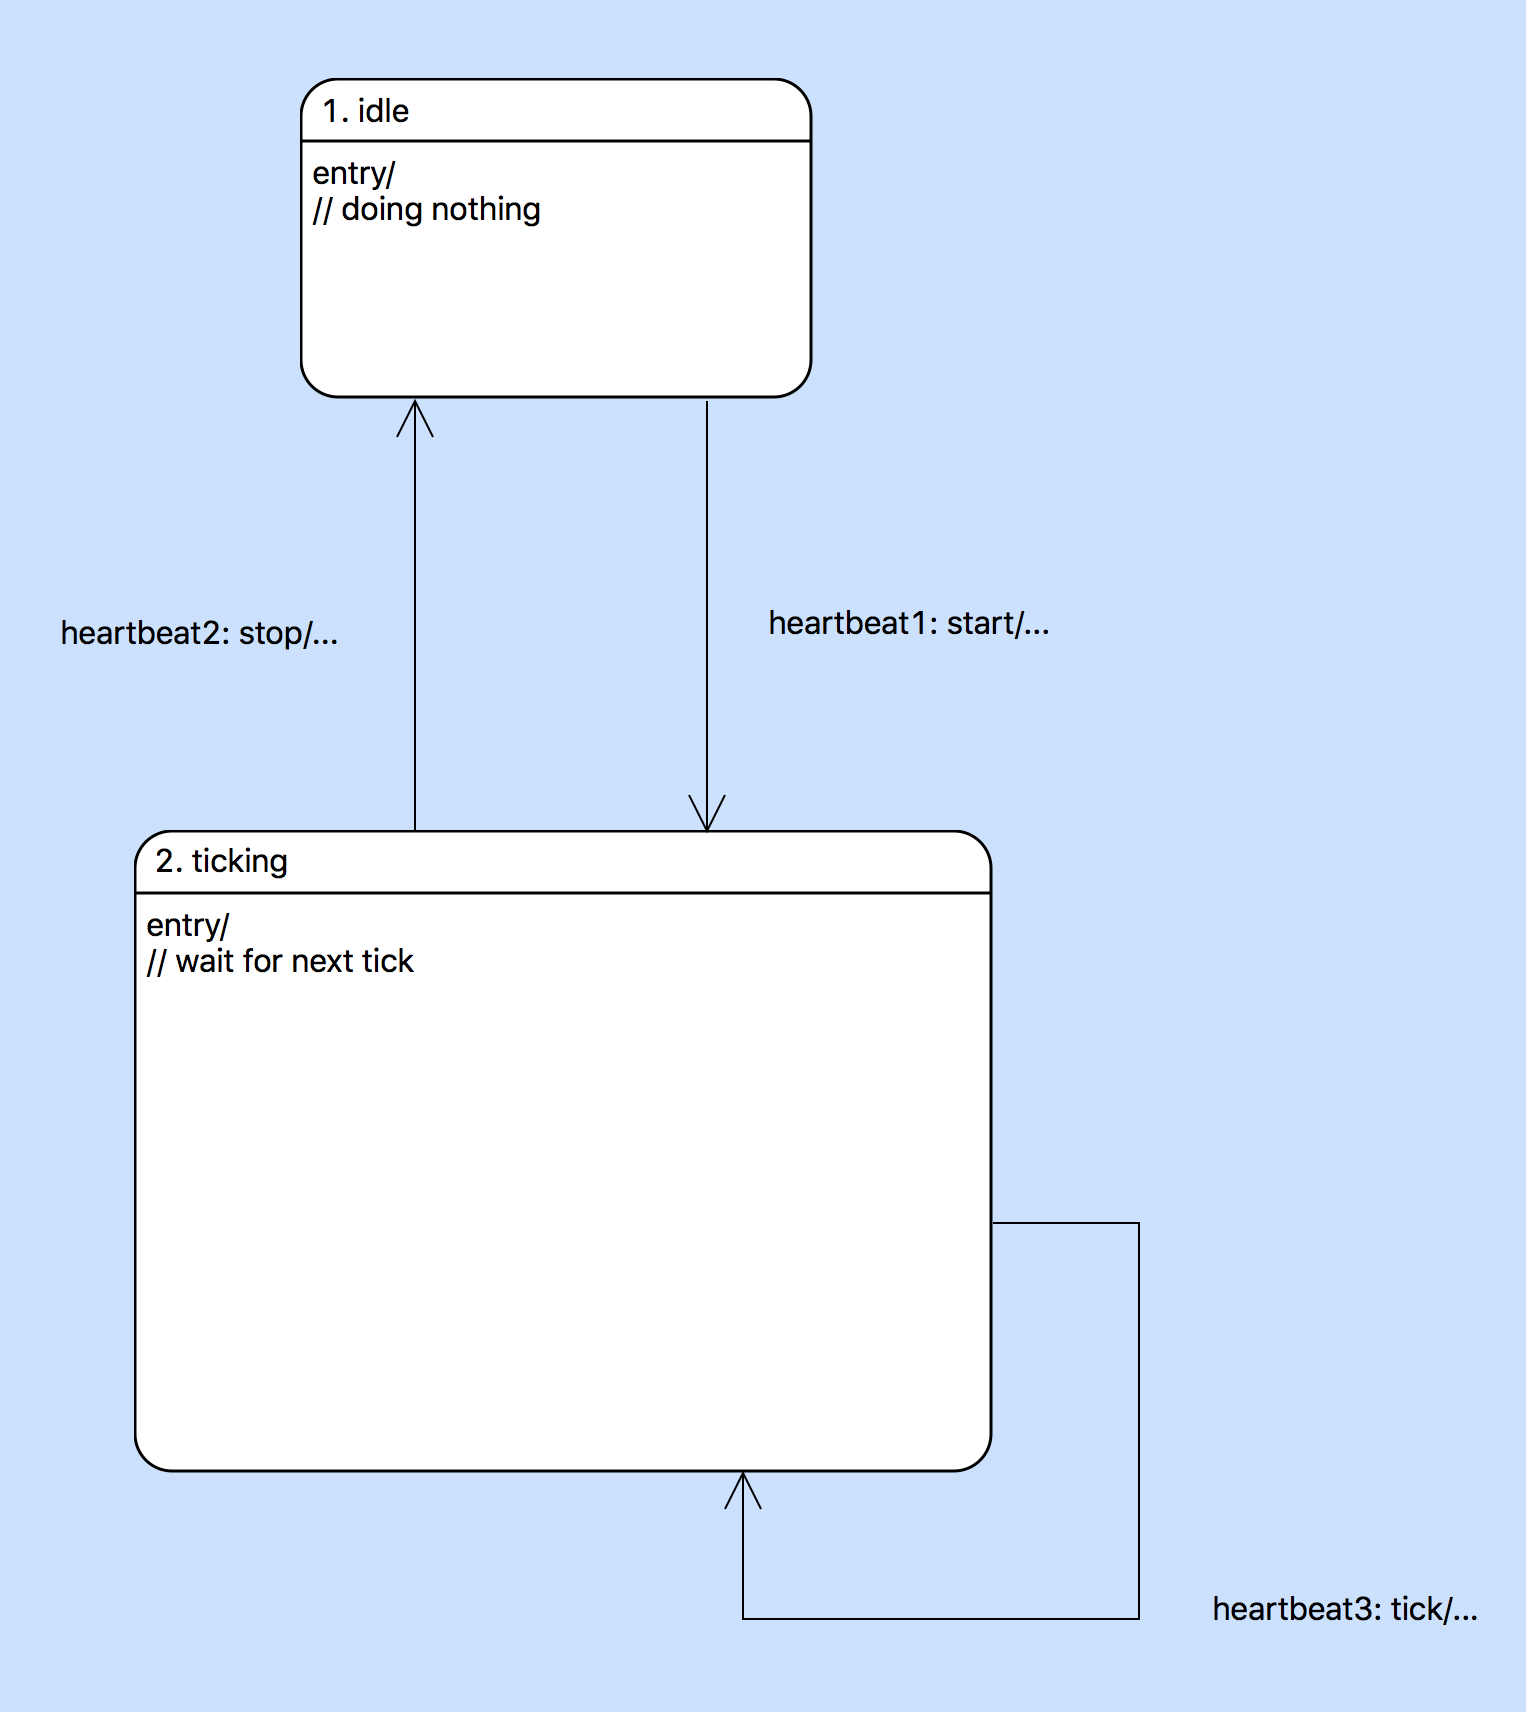 1. idle
entry/
// doing nothing
heartbeat2: stop/...
heartbeat1: start/...
2. ticking
entry/
// wait for next tick
heartbeat3: tick/...